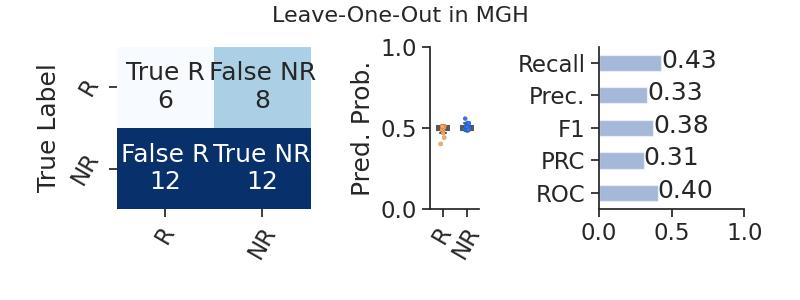 Leave-One-Out in MGH
True Label
R
NR
True R
6
False NR
8
False R
12
True NR
12
R
NR
Pred. Prob.
1.0
0.5
0.0
R
NR
Recall
0.43
Prec.
0.33
F1
0.38
PRC
0.31
ROC
0.40
0.0
0.5
1.0